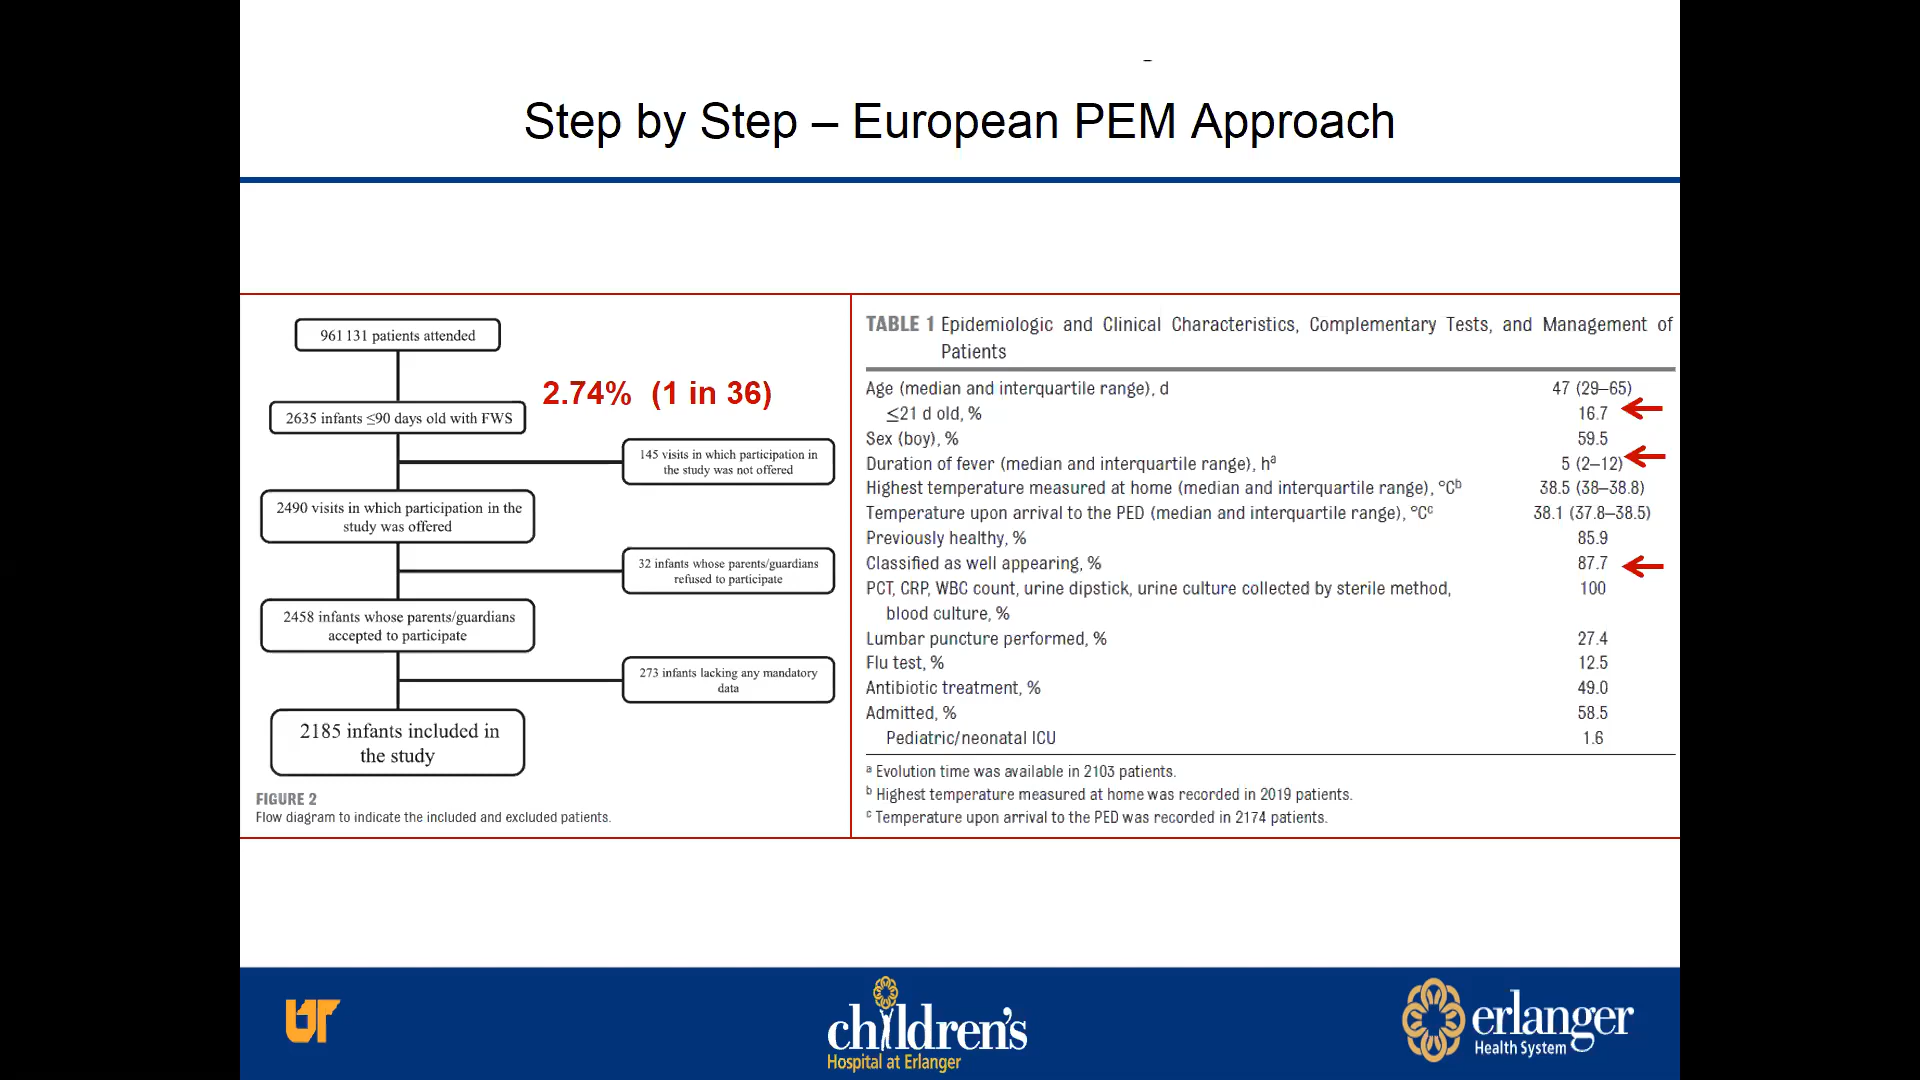 Step by Step – European PEM Approach
961 131 patients attended
2.74% (1 in 36)
2635 infants ≤90 days old with FWS
145 visits in which participation in
the study was not offered
2490 visits in which participation in the
study was offered
32 infants whose parents/guardians
refused to participate
2458 infants whose parents/guardians
accepted to participate
273 infants lacking any mandatory
data
2185 infants included in
the study
FIGURE 2
Flow diagram to indicate the included and excluded patients.
TABLE 1 Epidemiologic and Clinical Characteristics, Complementary Tests, and Management of
Patients
Age (median and interquartile range), d 47 (29–65)
≤21 d old, % 16.7
Sex (boy), % 59.5
Duration of fever (median and interquartile range), hᵃ 5 (2–12)
Highest temperature measured at home (median and interquartile range), °Cᵇ 38.5 (38–38.8)
Temperature upon arrival to the PED (median and interquartile range), °Cᶜ 38.1 (37.8–38.5)
Previously healthy, % 85.9
Classified as well appearing, % 87.7
PCT, CRP, WBC count, urine dipstick, urine culture collected by sterile method, 100
blood culture, %
Lumbar puncture performed, % 27.4
Flu test, % 12.5
Antibiotic treatment, % 49.0
Admitted, % 58.5
Pediatric/neonatal ICU 1.6
ᵃ Evolution time was available in 2103 patients.
ᵇ Highest temperature measured at home was recorded in 2019 patients.
ᶜ Temperature upon arrival to the PED was recorded in 2174 patients.
UT
children's
Hospital at Erlanger
erlanger
Health System